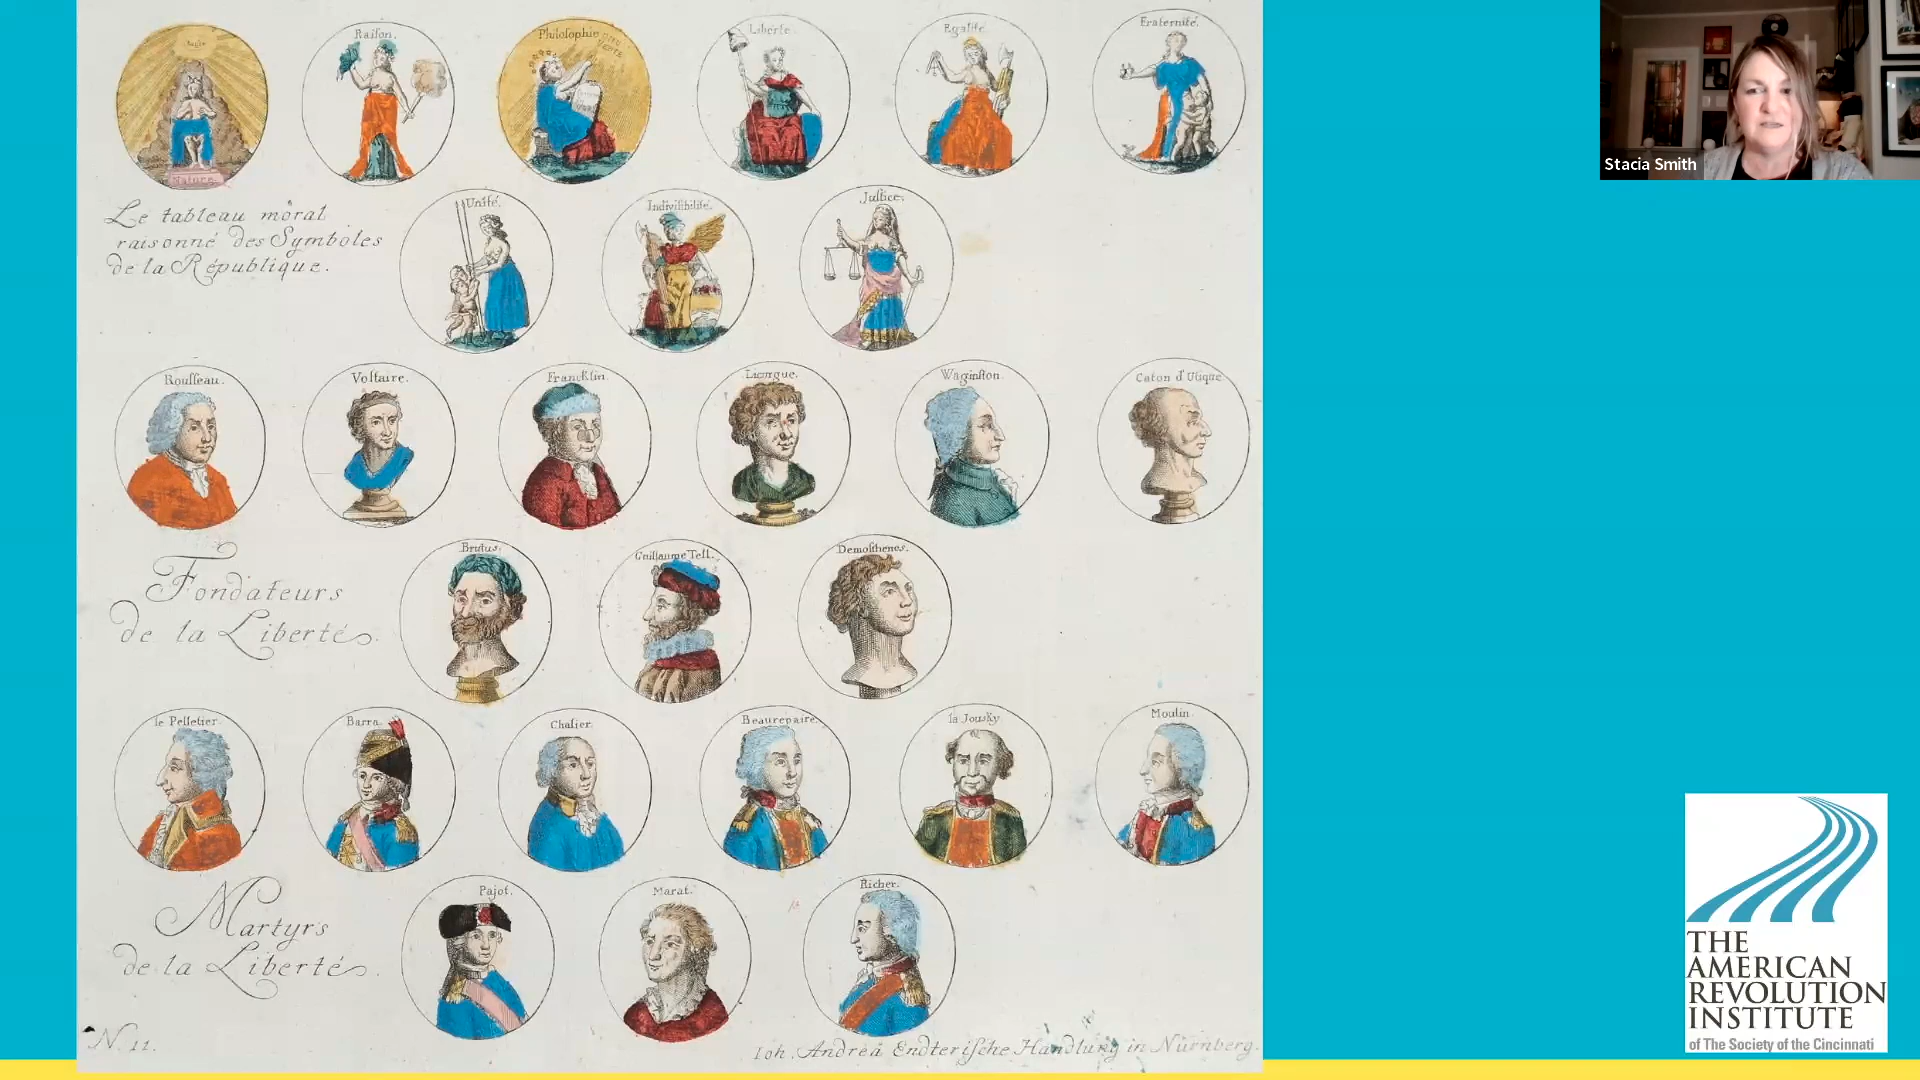 Raison.
Philosophie
Liberté.
Egalité.
Fraternité.
Nature.
Le tableau moral
raisonné des Symboles
de la République.
Unité.
Indivisibilité.
Justice.
Rousseau.
Voltaire.
Francklin.
Licurgue.
Waginston.
Caton d'Utique
Fondateurs
de la Liberté.
Brutus.
Guillaume Tell.
Demosthenes.
le Pelletier.
Barra.
Chalier.
Beaurepaire.
la Jousky
Moulin.
Martyrs
de la Liberté.
Pajot.
Marat.
Richer.
N. 11.
Ioh. Andreä Endterische Handlung in Nürnberg.
Stacia Smith
THE
AMERICAN
REVOLUTION
INSTITUTE
of The Society of the Cincinnati